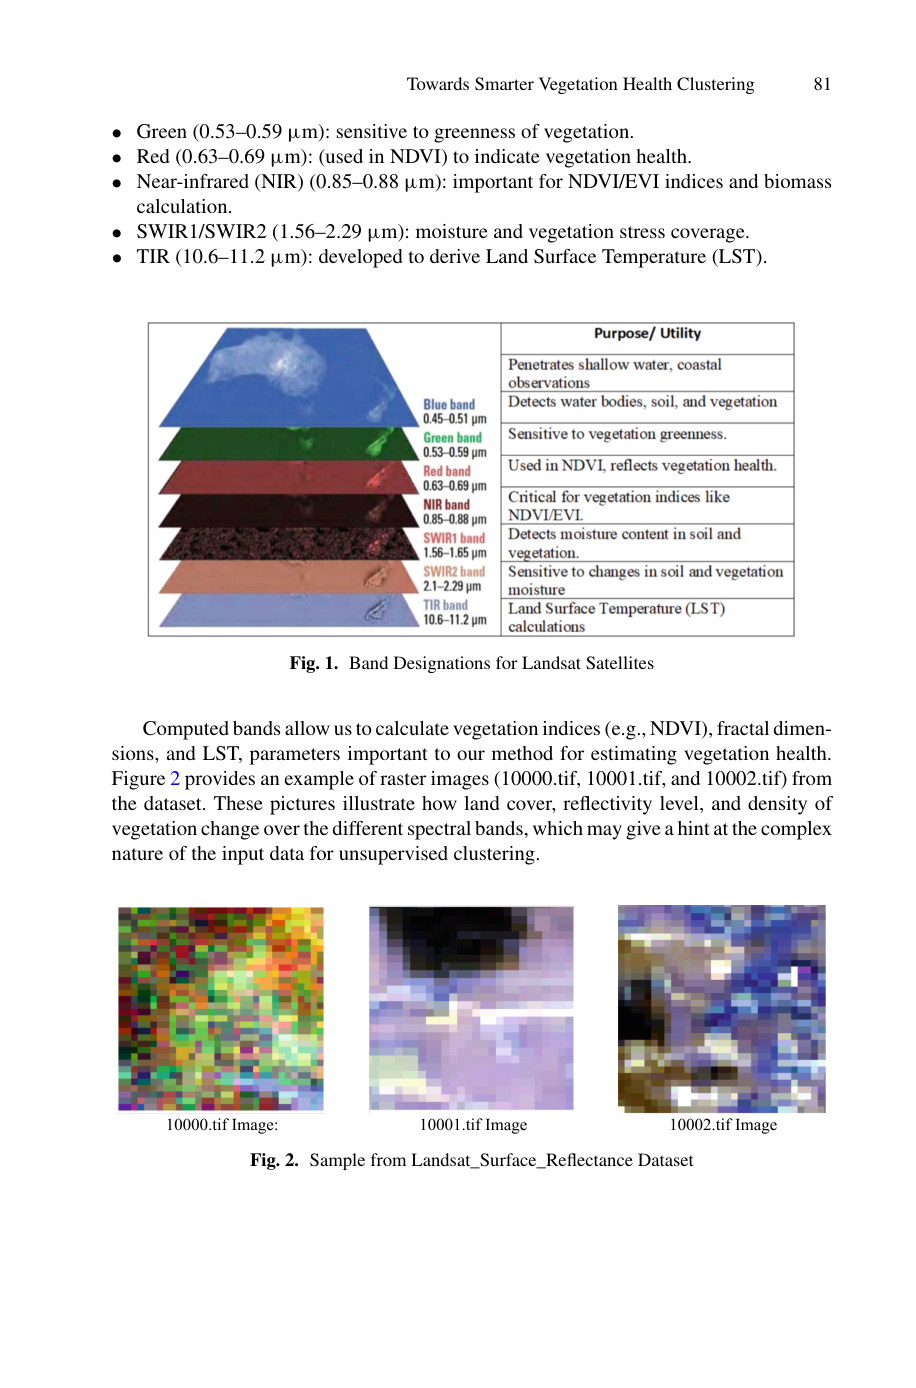 Towards Smarter Vegetation Health Clustering 81
• Green (0.53–0.59 μm): sensitive to greenness of vegetation.
• Red (0.63–0.69 μm): (used in NDVI) to indicate vegetation health.
• Near-infrared (NIR) (0.85–0.88 μm): important for NDVI/EVI indices and biomass
calculation.
• SWIR1/SWIR2 (1.56–2.29 μm): moisture and vegetation stress coverage.
• TIR (10.6–11.2 μm): developed to derive Land Surface Temperature (LST).
Blue band
0.45–0.51 μm
Green band
0.53–0.59 μm
Red band
0.63–0.69 μm
NIR band
0.85–0.88 μm
SWIR1 band
1.56–1.65 μm
SWIR2 band
2.1–2.29 μm
TIR band
10.6–11.2 μm
Purpose/ Utility
Penetrates shallow water, coastal
observations
Detects water bodies, soil, and vegetation
Sensitive to vegetation greenness.
Used in NDVI, reflects vegetation health.
Critical for vegetation indices like
NDVI/EVI.
Detects moisture content in soil and
vegetation.
Sensitive to changes in soil and vegetation
moisture
Land Surface Temperature (LST)
calculations
Fig. 1. Band Designations for Landsat Satellites
Computed bands allow us to calculate vegetation indices (e.g., NDVI), fractal dimen-
sions, and LST, parameters important to our method for estimating vegetation health.
Figure 2 provides an example of raster images (10000.tif, 10001.tif, and 10002.tif) from
the dataset. These pictures illustrate how land cover, reflectivity level, and density of
vegetation change over the different spectral bands, which may give a hint at the complex
nature of the input data for unsupervised clustering.
10000.tif Image:
10001.tif Image
10002.tif Image
Fig. 2. Sample from Landsat_Surface_Reflectance Dataset